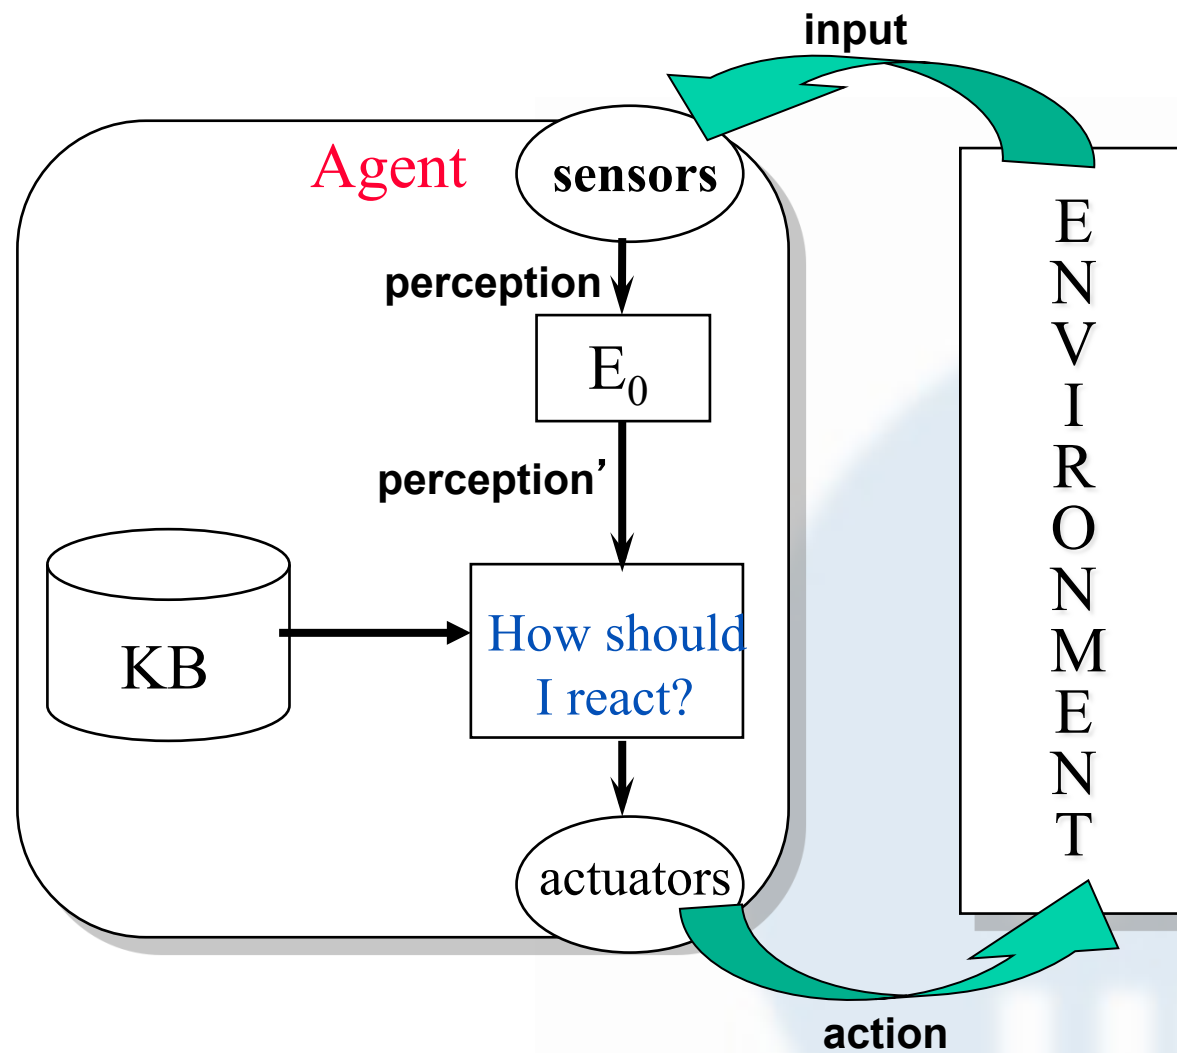 input
Agent
sensors
perception
E₀
perception’
KB
How should
I react?
actuators
action
E
N
V
I
R
O
N
M
E
N
T